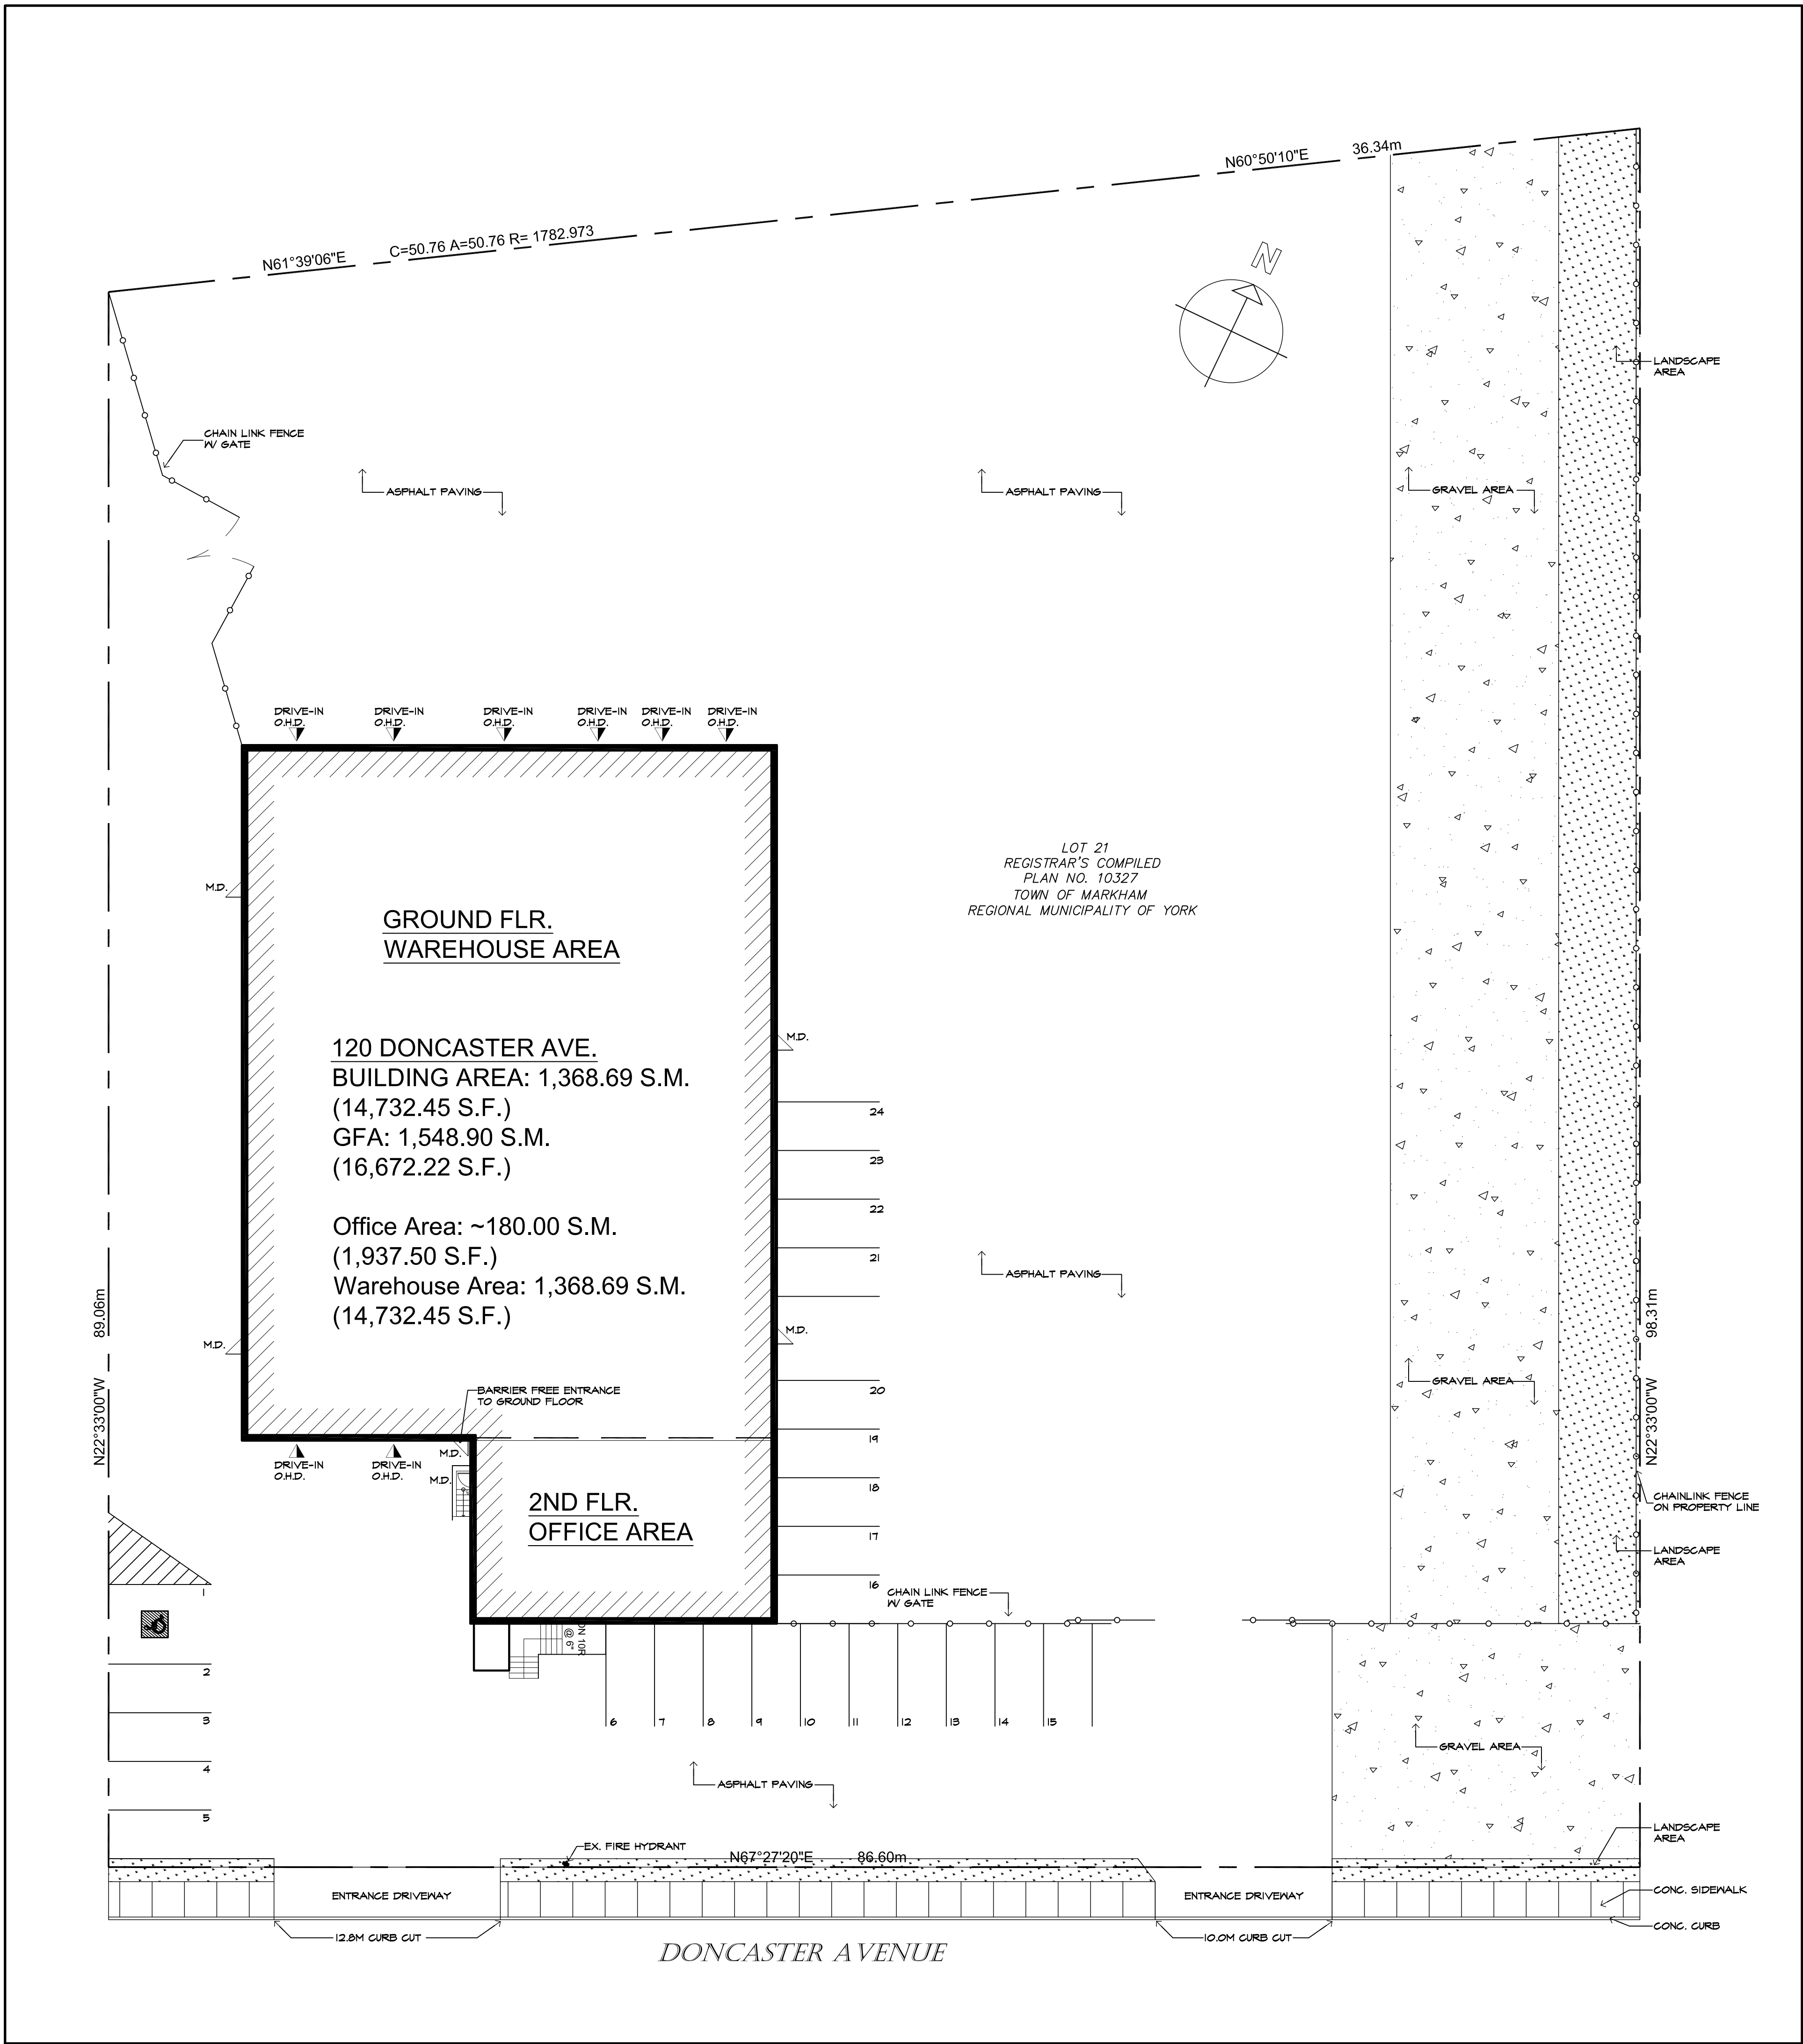 N60°50'10"E 36.34m
N61°39'06"E C=50.76 A=50.76 R= 1782.973
N
LANDSCAPE
AREA
CHAIN LINK FENCE
W/ GATE
ASPHALT PAVING
ASPHALT PAVING
GRAVEL AREA
DRIVE-IN
O.H.D.
DRIVE-IN
O.H.D.
DRIVE-IN
O.H.D.
DRIVE-IN
O.H.D.
DRIVE-IN
O.H.D.
DRIVE-IN
O.H.D.
LOT 21
REGISTRAR'S COMPILED
PLAN NO. 10327
TOWN OF MARKHAM
REGIONAL MUNICIPALITY OF YORK
M.D.
GROUND FLR.
WAREHOUSE AREA
M.D.
120 DONCASTER AVE.
BUILDING AREA: 1,368.69 S.M.
(14,732.45 S.F.)
GFA: 1,548.90 S.M.
(16,672.22 S.F.)
Office Area: ~180.00 S.M.
(1,937.50 S.F.)
Warehouse Area: 1,368.69 S.M.
(14,732.45 S.F.)
24
23
22
21
ASPHALT PAVING
N22°33'00"W 89.06m
N22°33'00"W 98.31m
M.D.
M.D.
GRAVEL AREA
BARRIER FREE ENTRANCE
TO GROUND FLOOR
20
19
18
17
16
DRIVE-IN
O.H.D.
DRIVE-IN
O.H.D.
M.D.
M.D.
2ND FLR.
OFFICE AREA
CHAINLINK FENCE
ON PROPERTY LINE
LANDSCAPE
AREA
CHAIN LINK FENCE
W/ GATE
1
ON 10R
@ 6"
2
3
4
5
6
7
8
9
10
11
12
13
14
15
GRAVEL AREA
ASPHALT PAVING
LANDSCAPE
AREA
EX. FIRE HYDRANT
N67°27'20"E 86.60m
ENTRANCE DRIVEWAY
ENTRANCE DRIVEWAY
CONC. SIDEWALK
CONC. CURB
12.8M CURB CUT
10.0M CURB CUT
DONCASTER AVENUE